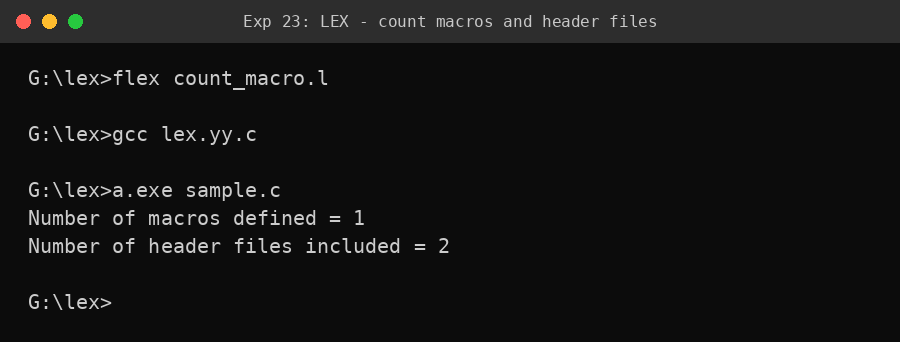 Exp 23: LEX - count macros and header files
G:\lex>flex count_macro.l
G:\lex>gcc lex.yy.c
G:\lex>a.exe sample.c
Number of macros defined = 1
Number of header files included = 2
G:\lex>